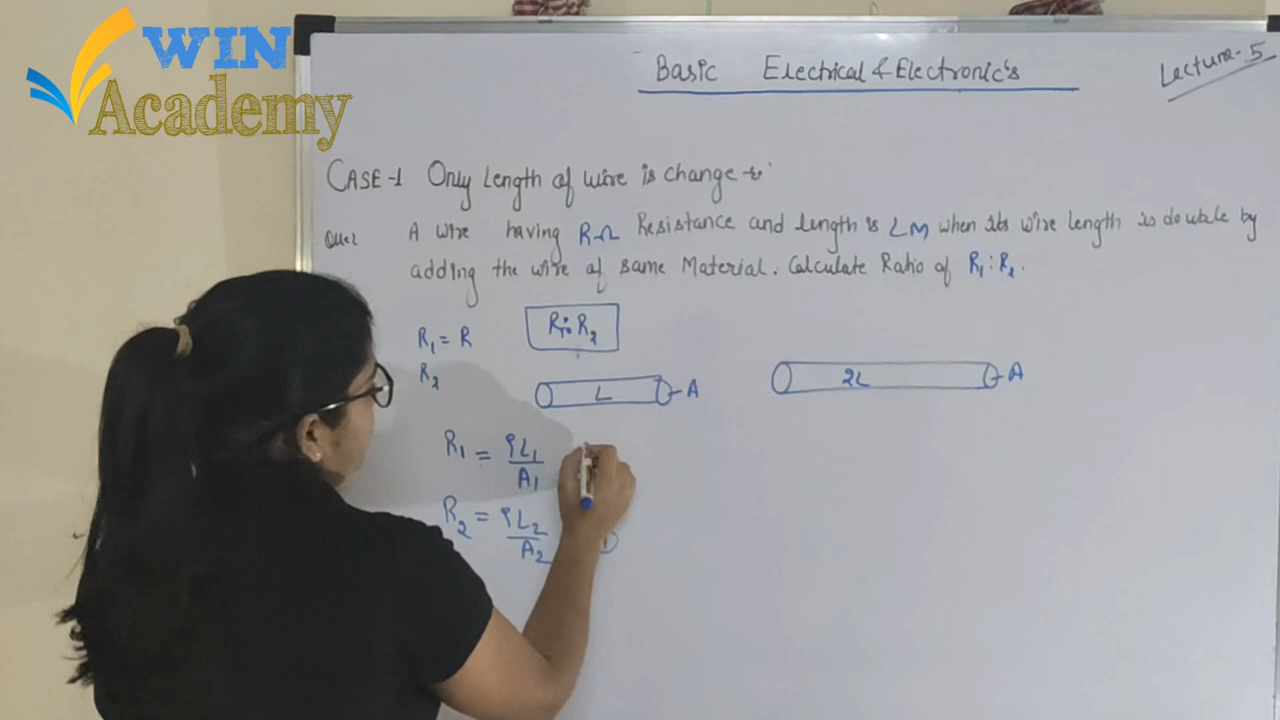 WIN
Academy
Basic Electrical & Electronic's
Lecture-5
CASE-1 Only Length of wire is change
Que: A wire having R-Ω Resistance and length is LM when its wire length is double by
adding the wire of same Material. Calculate Ratio of R₁:R₂.
R₁ = R
R₁:R₂
R₂
L
A
2L
A
R₁ = ρL₁/A₁
R₂ = ρL₂/A₂